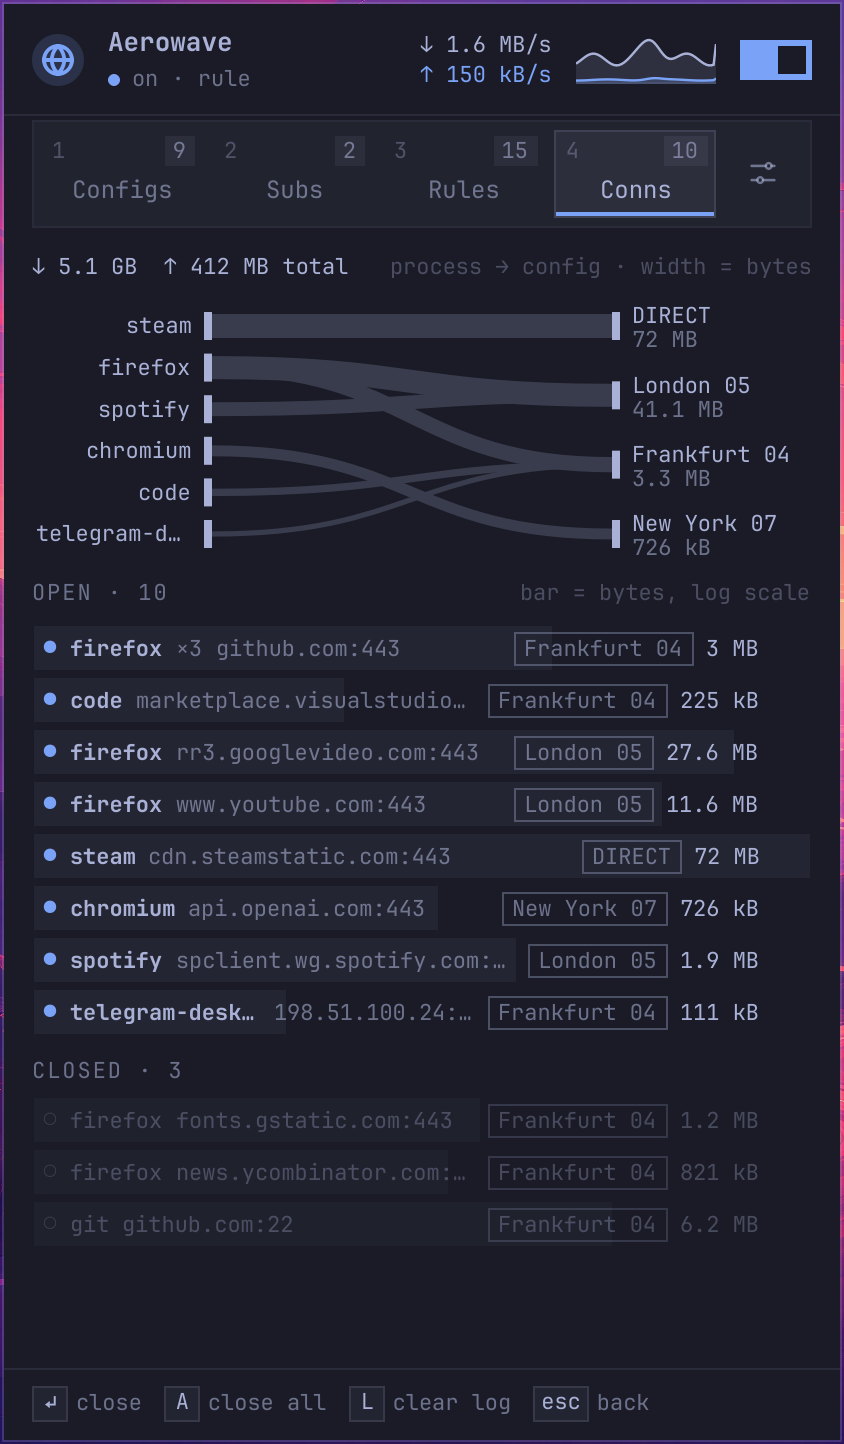 Aerowave
on · rule
↓ 1.6 MB/s
↑ 150 kB/s
1 9 2 2 3 15 4 10
Configs Subs Rules Conns
↓ 5.1 GB ↑ 412 MB total process → config · width = bytes
steam
firefox
spotify
chromium
code
telegram-d…
DIRECT
72 MB
London 05
41.1 MB
Frankfurt 04
3.3 MB
New York 07
726 kB
OPEN · 10 bar = bytes, log scale
firefox ×3 github.com:443 Frankfurt 04 3 MB
code marketplace.visualstudio… Frankfurt 04 225 kB
firefox rr3.googlevideo.com:443 London 05 27.6 MB
firefox www.youtube.com:443 London 05 11.6 MB
steam cdn.steamstatic.com:443 DIRECT 72 MB
chromium api.openai.com:443 New York 07 726 kB
spotify spclient.wg.spotify.com:… London 05 1.9 MB
telegram-desk… 198.51.100.24:… Frankfurt 04 111 kB
CLOSED · 3
firefox fonts.gstatic.com:443 Frankfurt 04 1.2 MB
firefox news.ycombinator.com:… Frankfurt 04 821 kB
git github.com:22 Frankfurt 04 6.2 MB
↵ close A close all L clear log esc back